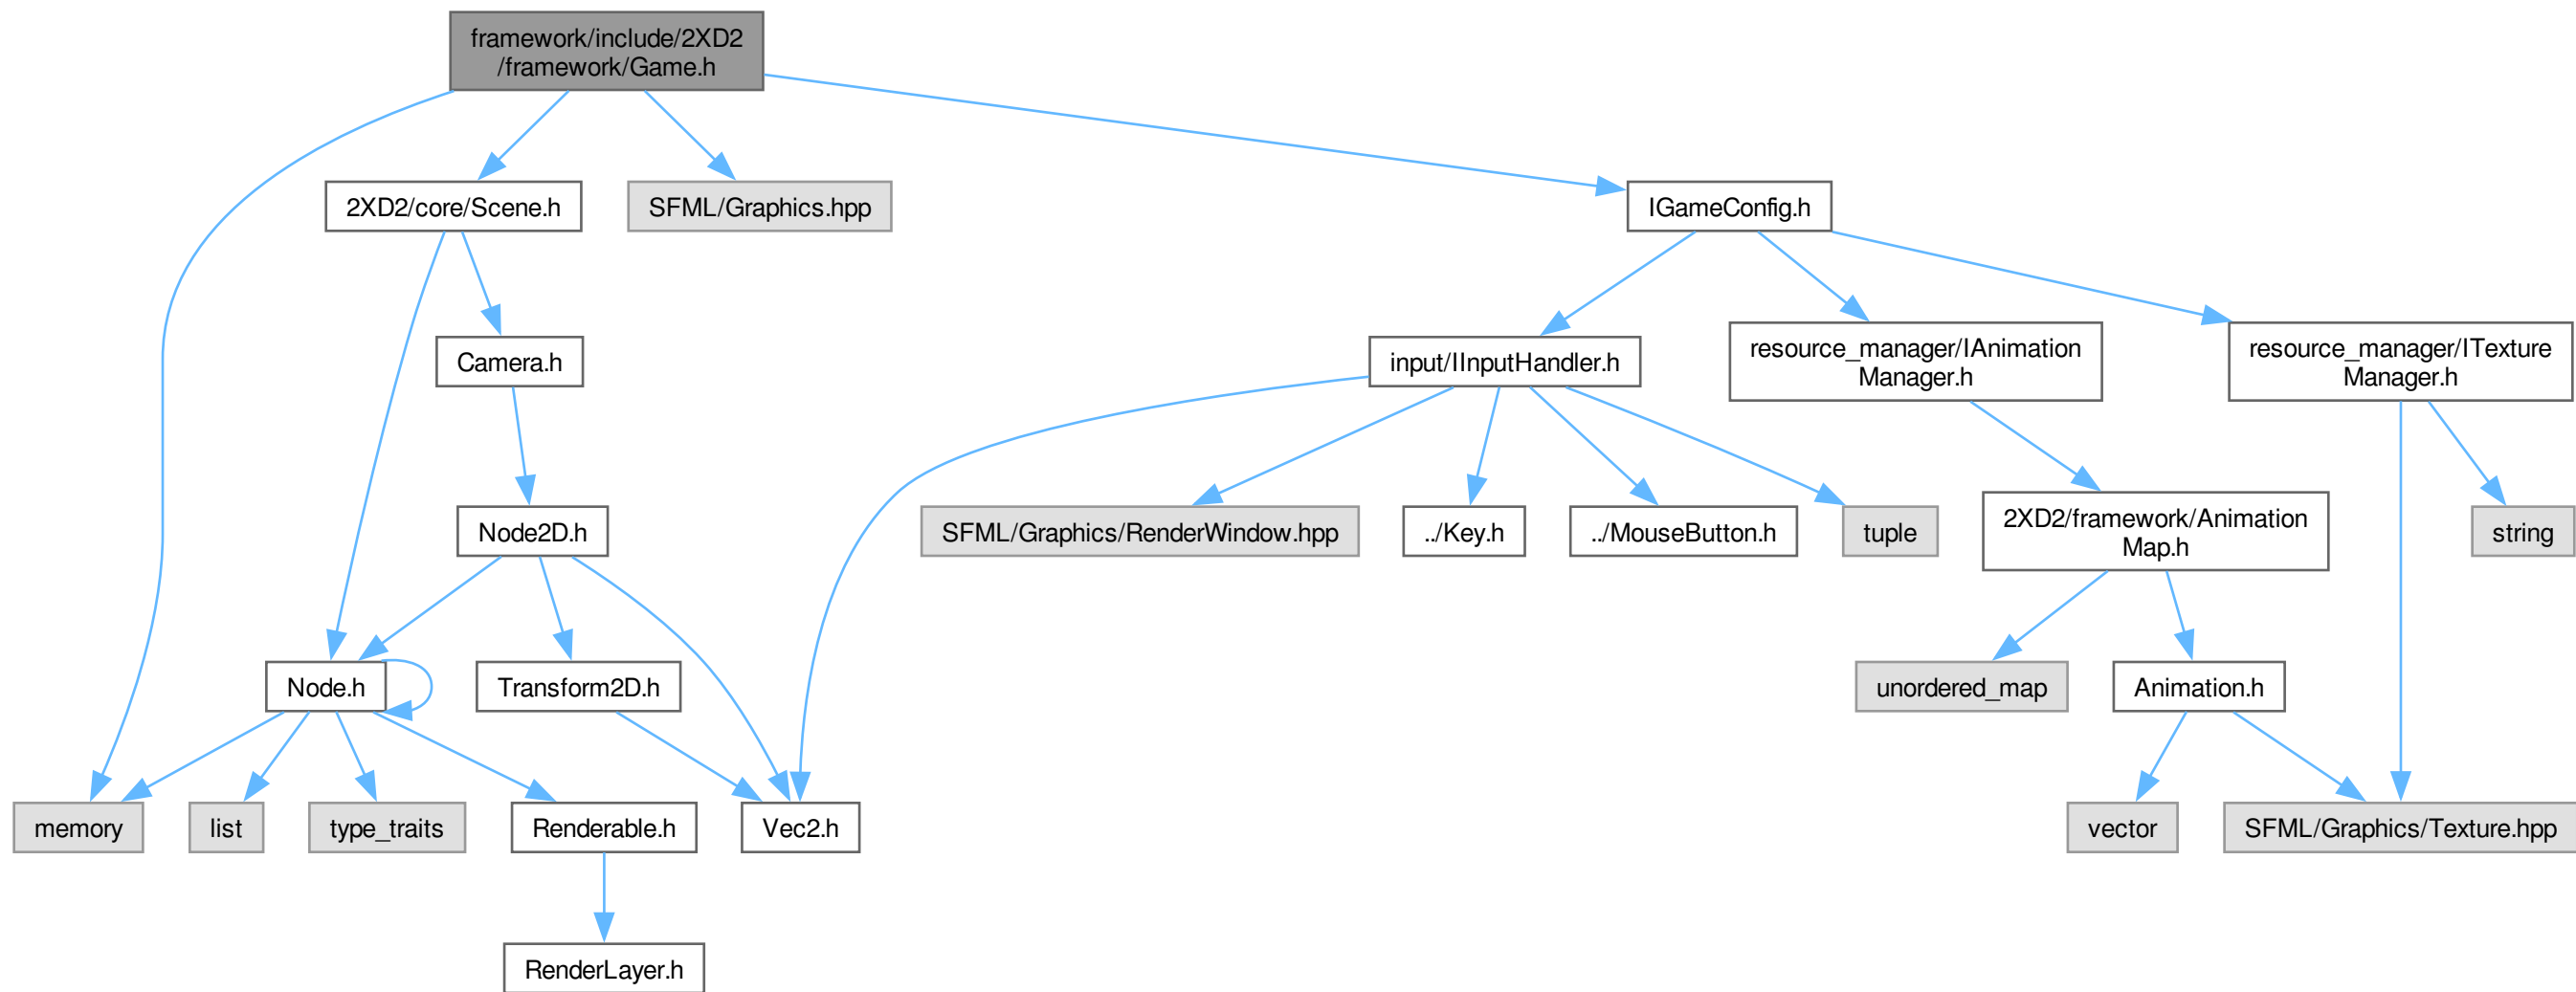 framework/include/2XD2
/framework/Game.h
2XD2/core/Scene.h
SFML/Graphics.hpp
IGameConfig.h
Camera.h
input/IInputHandler.h
resource_manager/IAnimation
Manager.h
resource_manager/ITexture
Manager.h
Node2D.h
SFML/Graphics/RenderWindow.hpp
../Key.h
../MouseButton.h
tuple
2XD2/framework/Animation
Map.h
string
Node.h
Transform2D.h
unordered_map
Animation.h
memory
list
type_traits
Renderable.h
Vec2.h
vector
SFML/Graphics/Texture.hpp
RenderLayer.h